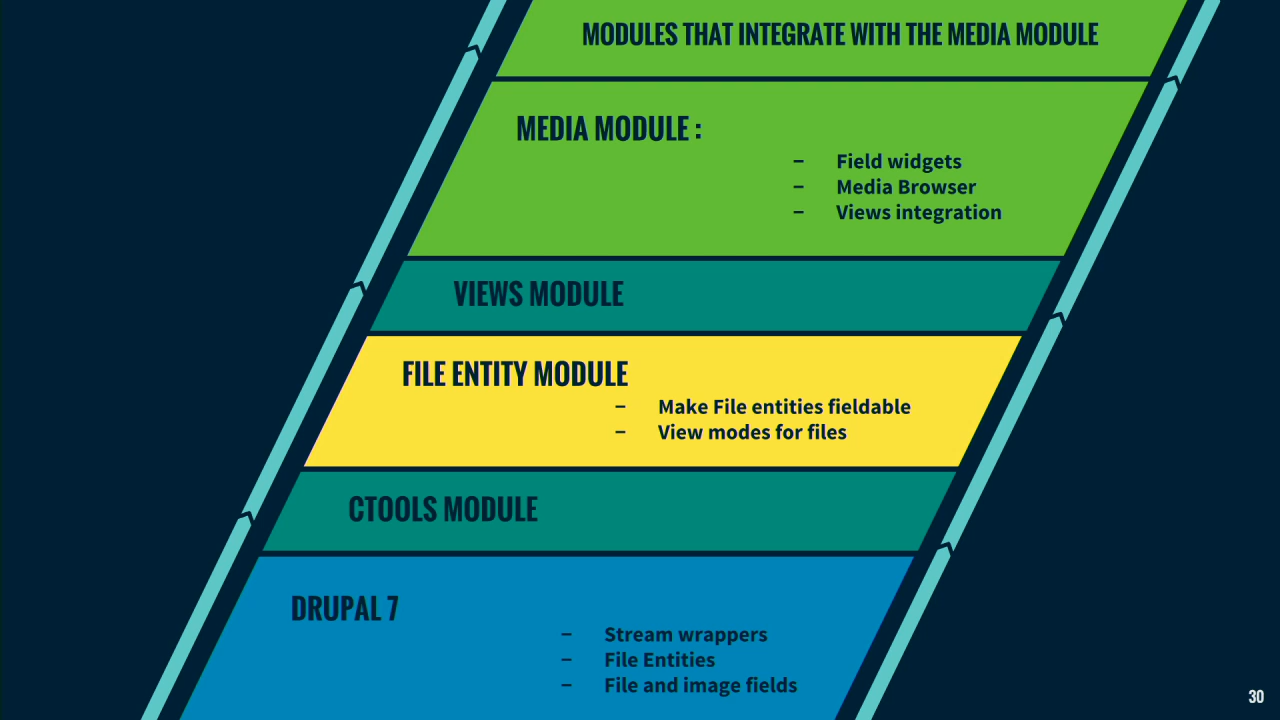 MODULES THAT INTEGRATE WITH THE MEDIA MODULE
MEDIA MODULE :
– Field widgets
– Media Browser
– Views integration
VIEWS MODULE
FILE ENTITY MODULE
– Make File entities fieldable
– View modes for files
CTOOLS MODULE
DRUPAL 7
– Stream wrappers
– File Entities
– File and image fields
30